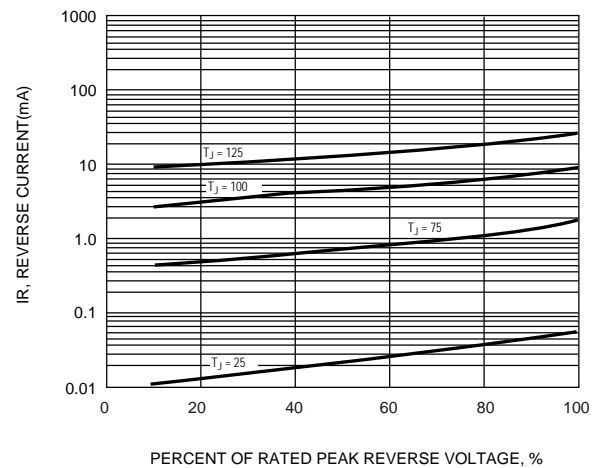 1000
100
10
1.0
0.1
0.01
IR, REVERSE CURRENT(mA)
TJ = 125
TJ = 100
TJ = 75
TJ = 25
0 20 40 60 80 100
PERCENT OF RATED PEAK REVERSE VOLTAGE, %